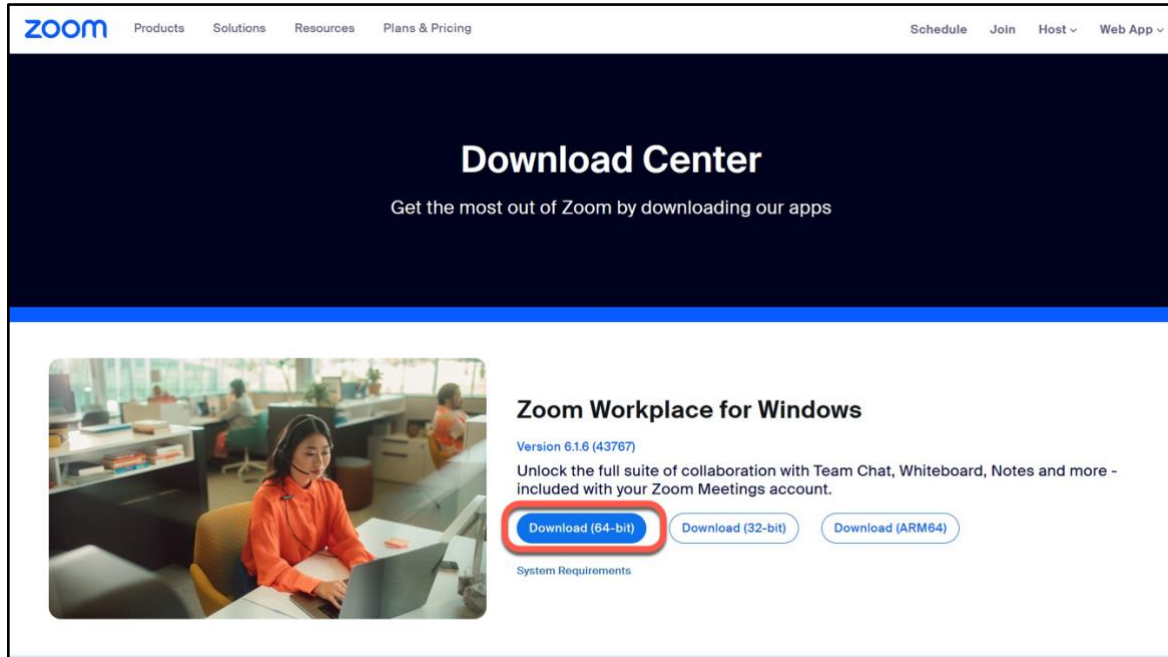 zoom Products Solutions Resources Plans & Pricing Schedule Join Host Web App
Download Center
Get the most out of Zoom by downloading our apps
Zoom Workplace for Windows
Version 6.1.6 (43767)
Unlock the full suite of collaboration with Team Chat, Whiteboard, Notes and more -
included with your Zoom Meetings account.
Download (64-bit) Download (32-bit) Download (ARM64)
System Requirements